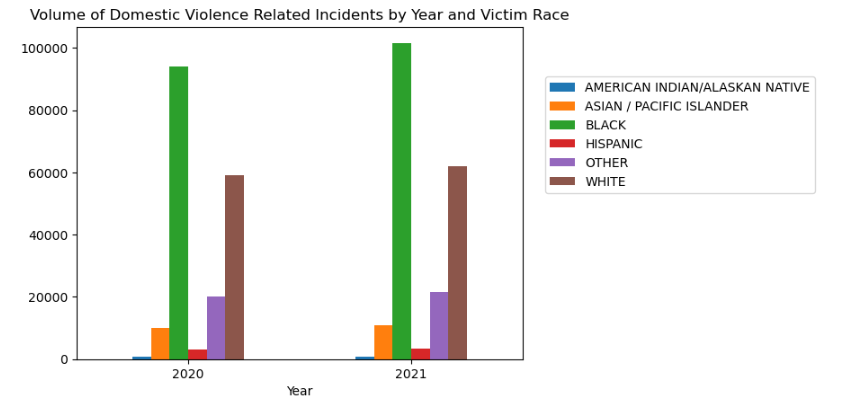 Volume of Domestic Violence Related Incidents by Year and Victim Race
100000
80000
60000
40000
20000
0
2020
2021
Year
AMERICAN INDIAN/ALASKAN NATIVE
ASIAN / PACIFIC ISLANDER
BLACK
HISPANIC
OTHER
WHITE